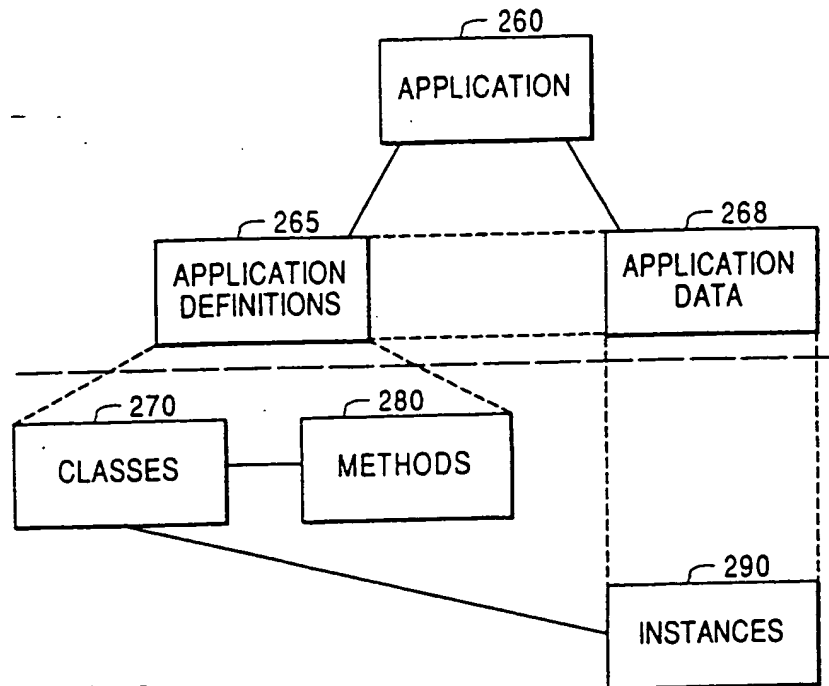 260
APPLICATION
265
APPLICATION
DEFINITIONS
268
APPLICATION
DATA
270
CLASSES
280
METHODS
290
INSTANCES